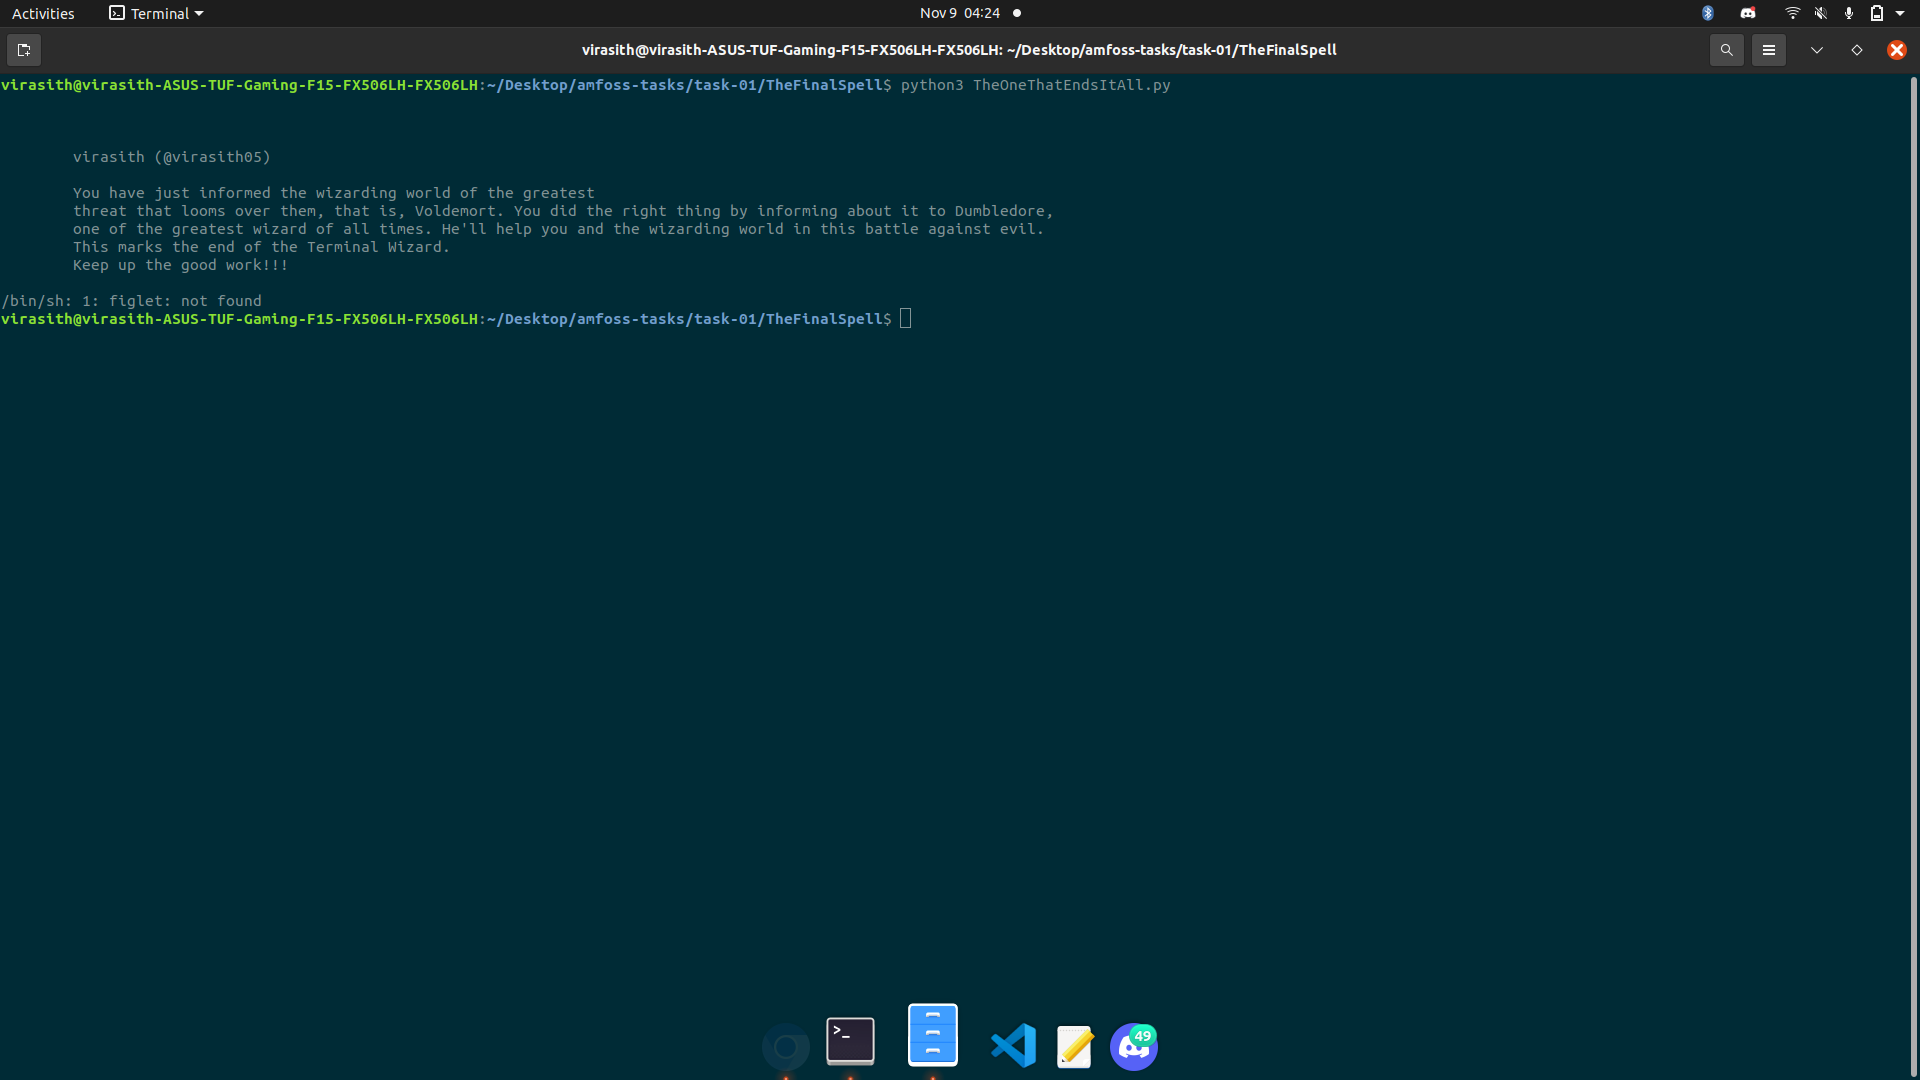 Activities
Terminal
Nov 9 04:24
virasith@virasith-ASUS-TUF-Gaming-F15-FX506LH-FX506LH: ~/Desktop/amfoss-tasks/task-01/TheFinalSpell
virasith@virasith-ASUS-TUF-Gaming-F15-FX506LH-FX506LH:~/Desktop/amfoss-tasks/task-01/TheFinalSpell$ python3 TheOneThatEndsItAll.py
virasith (@virasith05)
You have just informed the wizarding world of the greatest
threat that looms over them, that is, Voldemort. You did the right thing by informing about it to Dumbledore,
one of the greatest wizard of all times. He'll help you and the wizarding world in this battle against evil.
This marks the end of the Terminal Wizard.
Keep up the good work!!!
/bin/sh: 1: figlet: not found
virasith@virasith-ASUS-TUF-Gaming-F15-FX506LH-FX506LH:~/Desktop/amfoss-tasks/task-01/TheFinalSpell$
>_
49